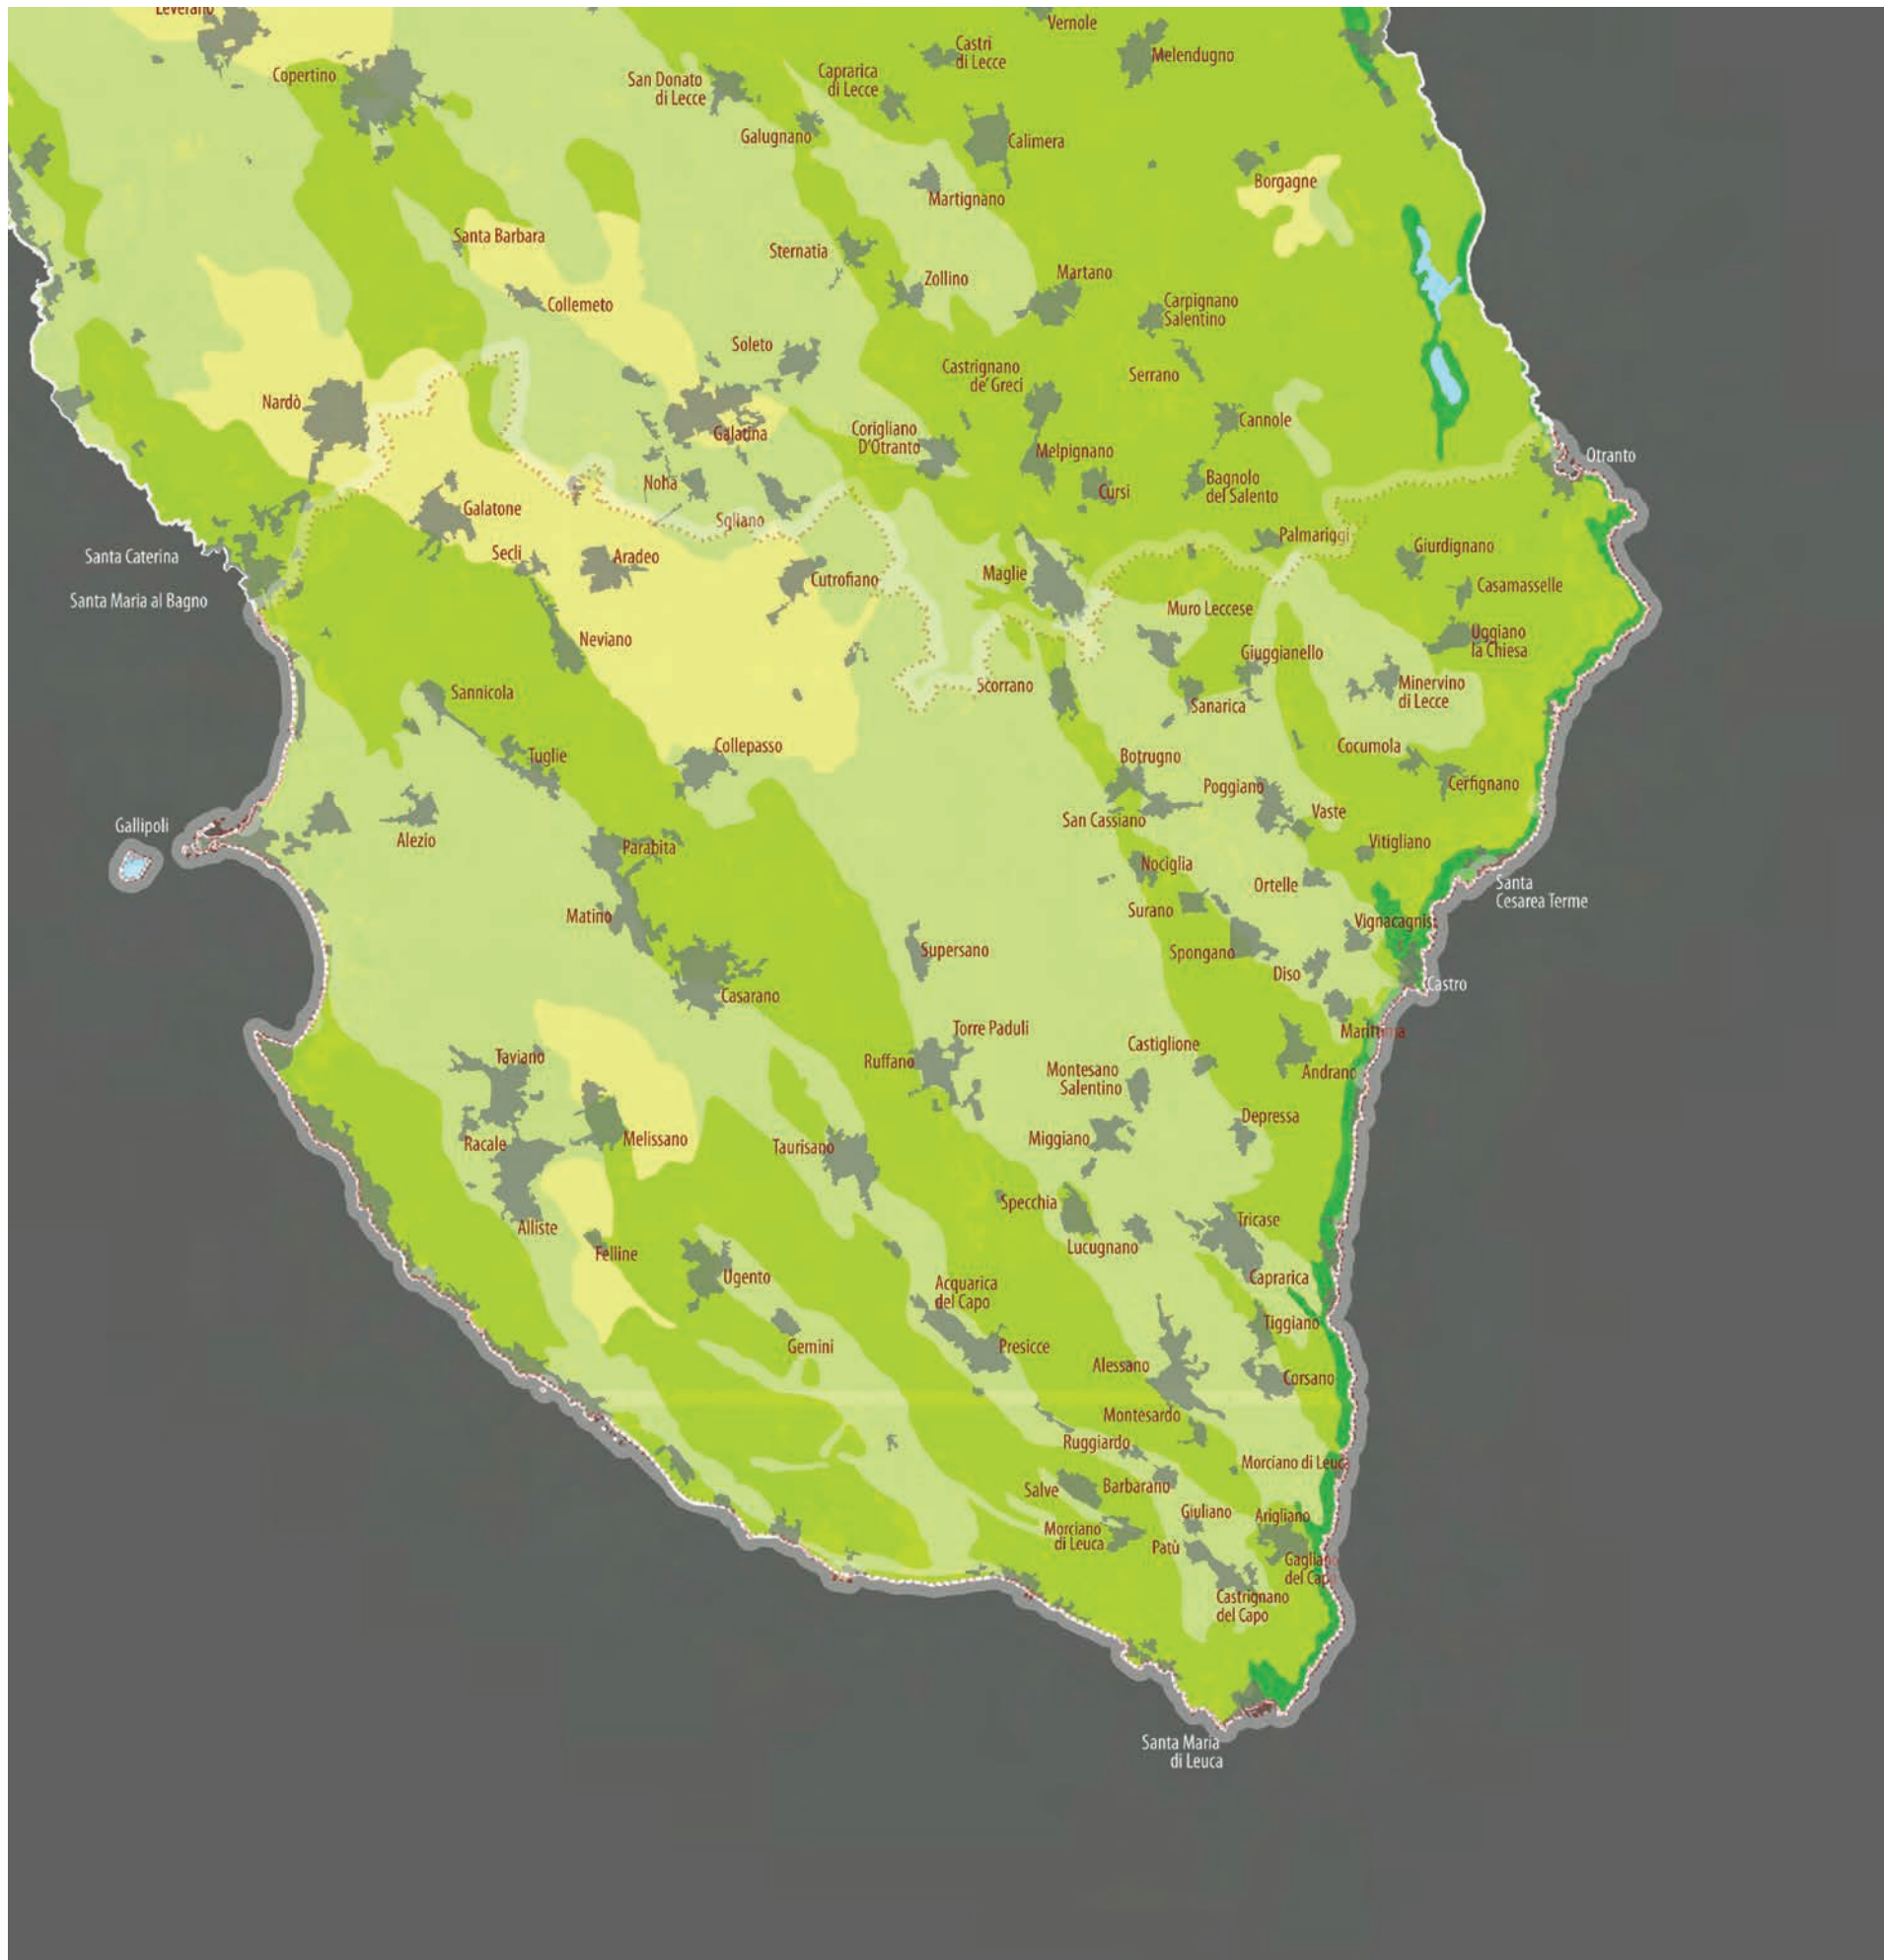 Leverano
Vernole
Castri
di Lecce
Melendugno
Copertino
San Donato
di Lecce
Caprarica
di Lecce
Galugnano
Calimera
Borgagne
Martignano
Santa Barbara
Sternatia
Zollino
Martano
Collemeto
Carpignano
Salentino
Soleto
Castrignano
de' Greci
Serrano
Nardò
Galatina
Corigliano
D'Otranto
Cannole
Melpignano
Otranto
Noha
Cursi
Bagnolo
del Salento
Galatone
Sgliano
Palmariggi
Giurdignano
Santa Caterina
Secli
Aradeo
Cutrofiano
Maglie
Casamasselle
Santa Maria al Bagno
Muro Leccese
Neviano
Uggiano
la Chiesa
Giuggianello
Sannicola
Scorrano
Minervino
di Lecce
Sanarica
Tuglie
Collepasso
Botrugno
Cocumola
Poggiano
Cerfignano
Gallipoli
Alezio
San Cassiano
Vaste
Parabita
Vitigliano
Nociglia
Ortelle
Santa
Cesarea Terme
Matino
Surano
Vignacagnis
Supersano
Spongano
Diso
Castro
Casarano
Torre Paduli
Marittima
Taviano
Ruffano
Castiglione
Montesano
Salentino
Andrano
Racale
Melissano
Taurisano
Miggiano
Depressa
Specchia
Alliste
Tricase
Felline
Lucugnano
Ugento
Acquarica
del Capo
Caprarica
Gemini
Presicce
Tiggiano
Alessano
Corsano
Montesardo
Ruggiardo
Morciano di Leuca
Salve
Barbarano
Giuliano
Arigliano
Morciano
di Leuca
Patù
Gagliano
del Capo
Castrignano
del Capo
Santa Maria
di Leuca